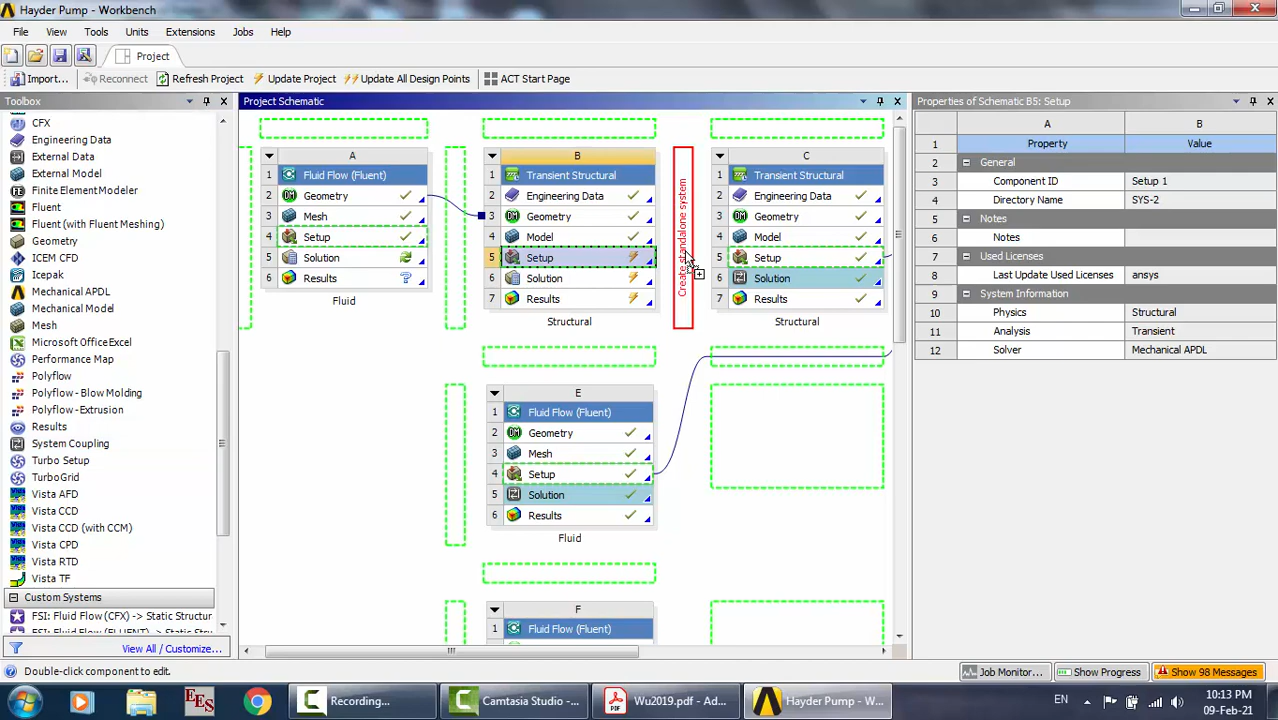 Hayder Pump - Workbench
File View Tools Units Extensions Jobs Help
Project
Import... Reconnect Refresh Project Update Project Update All Design Points ACT Start Page
Toolbox
CFX
Engineering Data
External Data
External Model
Finite Element Modeler
Fluent
Fluent (with Fluent Meshing)
Geometry
ICEM CFD
Icepak
Mechanical APDL
Mechanical Model
Mesh
Microsoft Office Excel
Performance Map
Polyflow
Polyflow - Blow Molding
Polyflow - Extrusion
Results
System Coupling
Turbo Setup
TurboGrid
Vista AFD
Vista CCD
Vista CCD (with CCM)
Vista CPD
Vista RTD
Vista TF
Custom Systems
FSI: Fluid Flow (CFX) -> Static Structur
FSI: Fluid Flow (FLUENT) -> Static Structur
View All / Customize...
Project Schematic
A
1 Fluid Flow (Fluent)
2 Geometry
3 Mesh
4 Setup
5 Solution
6 Results
Fluid
B
1 Transient Structural
2 Engineering Data
3 Geometry
4 Model
5 Setup
6 Solution
7 Results
Structural
Create standalone system
C
1 Transient Structural
2 Engineering Data
3 Geometry
4 Model
5 Setup
6 Solution
7 Results
Structural
E
1 Fluid Flow (Fluent)
2 Geometry
3 Mesh
4 Setup
5 Solution
6 Results
Fluid
F
1 Fluid Flow (Fluent)
Properties of Schematic B5: Setup
A B
1 Property Value
2 General
3 Component ID Setup 1
4 Directory Name SYS-2
5 Notes
6 Notes
7 Used Licenses
8 Last Update Used Licenses ansys
9 System Information
10 Physics Structural
11 Analysis Transient
12 Solver Mechanical APDL
Double-click component to edit.
Job Monitor... Show Progress Show 98 Messages
EES Recording... Camtasia Studio -... Wu2019.pdf - Ad... Hayder Pump - W...
EN
10:13 PM
09-Feb-21